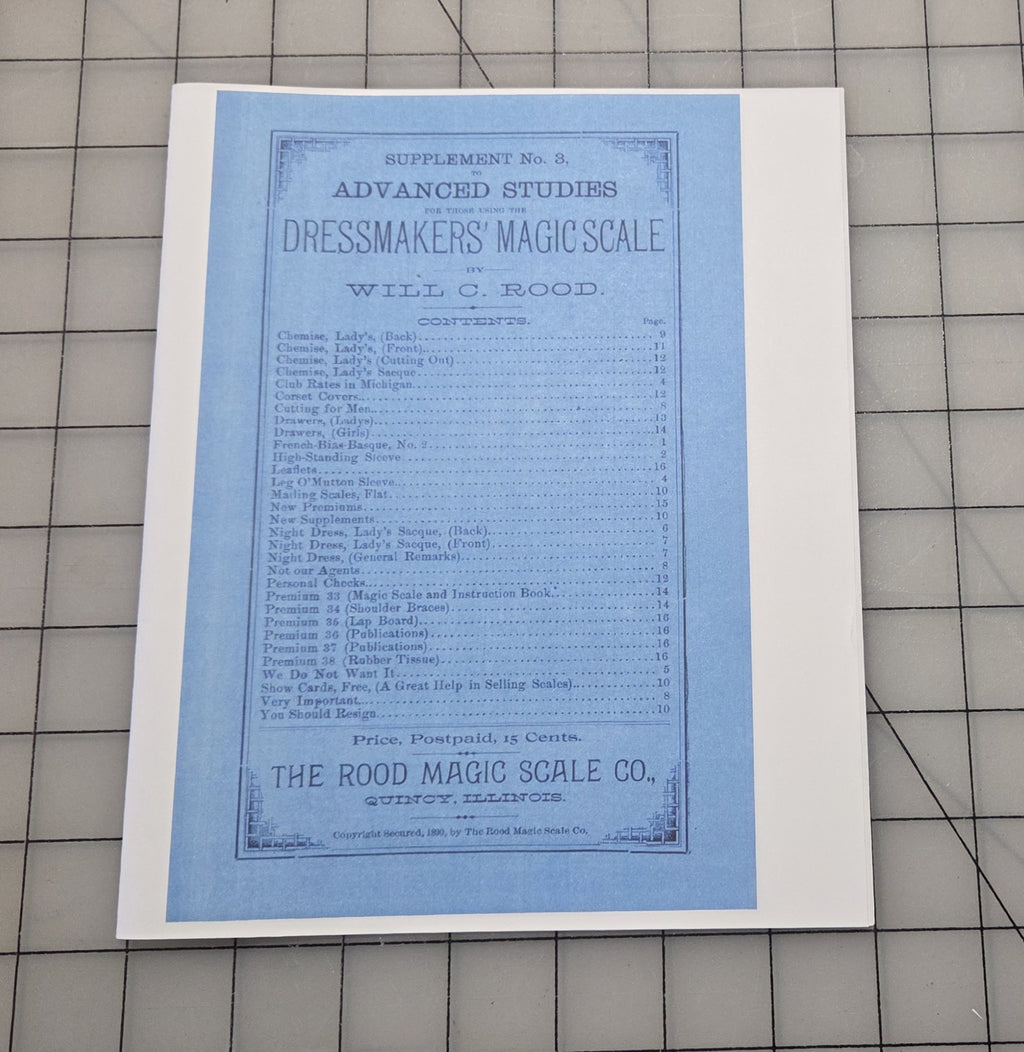 SUPPLEMENT No. 3,
TO
ADVANCED STUDIES
FOR THOSE USING THE
DRESSMAKERS' MAGIC SCALE
BY
WILL C. ROOD.
CONTENTS.
Page.
Chemise, Lady's, (Back) 9
Chemise, Lady's, (Front) 11
Chemise, Lady's (Cutting Out) 12
Chemise, Lady's Sacque 12
Club Rates in Michigan 4
Corset Covers 12
Cutting for Men 8
Drawers, (Ladys) 13
Drawers, (Girls) 14
French-Bias-Basque, No. 2 1
High-Standing Sleeve 2
Leaflets 16
Leg O'Mutton Sleeve 4
Mailing Scales, Flat 10
New Premiums 15
New Supplements 10
Night Dress, Lady's Sacque, (Back) 6
Night Dress, Lady's Sacque, (Front) 7
Night Dress, (General Remarks) 7
Not our Agents 8
Personal Checks 12
Premium 33 (Magic Scale and Instruction Book 14
Premium 34 (Shoulder Braces) 14
Premium 35 (Lap Board) 16
Premium 36 (Publications) 16
Premium 37 (Publications) 16
Premium 38 (Rubber Tissue) 16
We Do Not Want It 5
Show Cards, Free, (A Great Help in Selling Scales) 10
Very Important 8
You Should Resign 10
Price, Postpaid, 15 Cents.
THE ROOD MAGIC SCALE CO.,
QUINCY, ILLINOIS.
Copyright Secured, 1890, by The Rood Magic Scale Co.